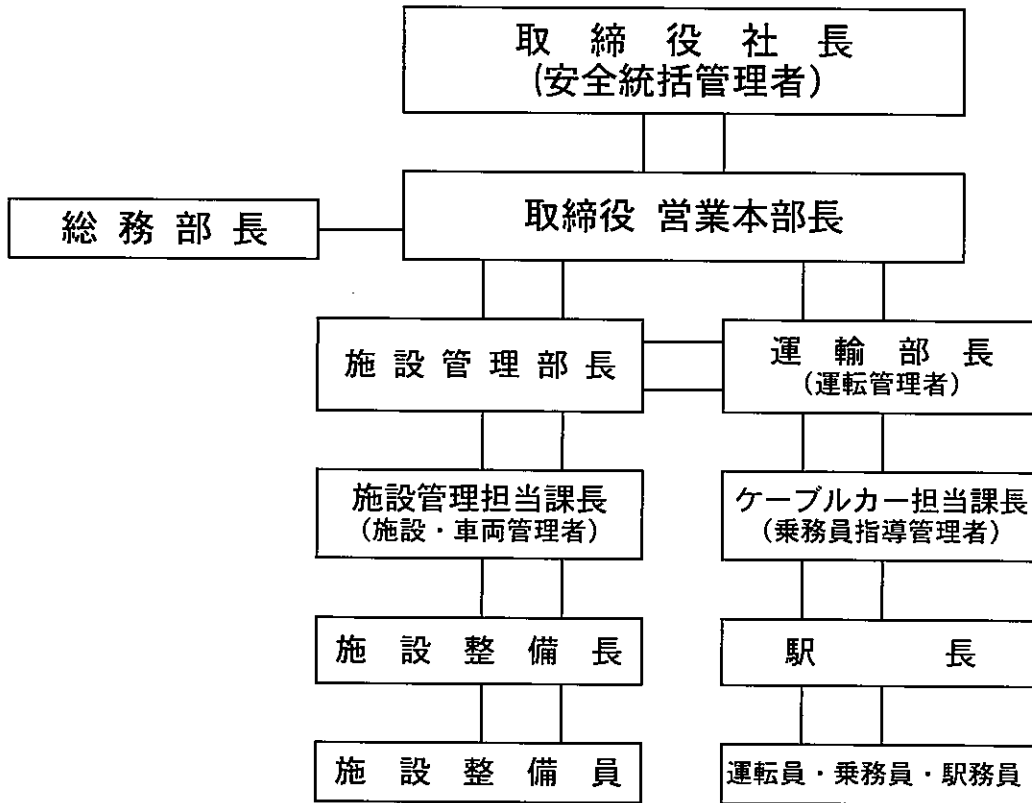 取締役社長
(安全統括管理者)
総務部長
取締役 営業本部長
施設管理部長
運輸部長
(運転管理者)
施設管理担当課長
(施設・車両管理者)
ケーブルカー担当課長
(乗務員指導管理者)
施設整備長
駅長
施設整備員
運転員・乗務員・駅務員